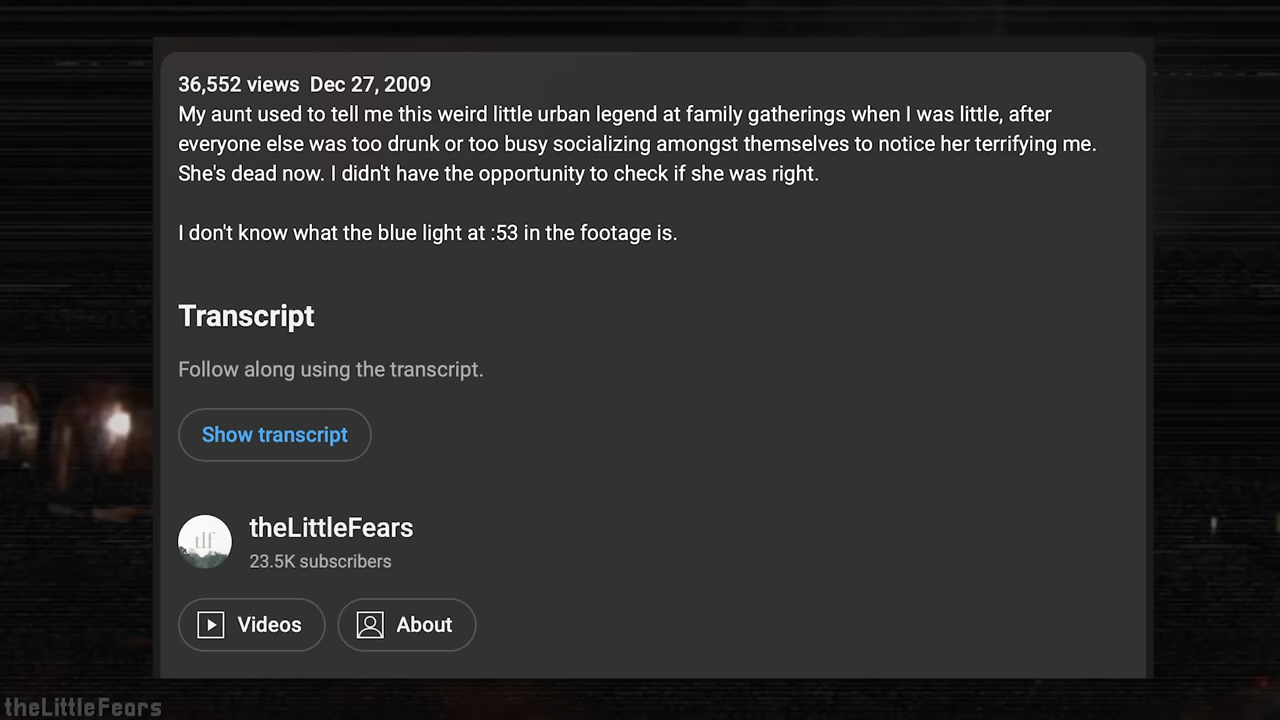 36,552 views Dec 27, 2009
My aunt used to tell me this weird little urban legend at family gatherings when I was little, after
everyone else was too drunk or too busy socializing amongst themselves to notice her terrifying me.
She's dead now. I didn't have the opportunity to check if she was right.
I don't know what the blue light at :53 in the footage is.
Transcript
Follow along using the transcript.
Show transcript
tlf
theLittleFears
23.5K subscribers
Videos
About
theLittleFears